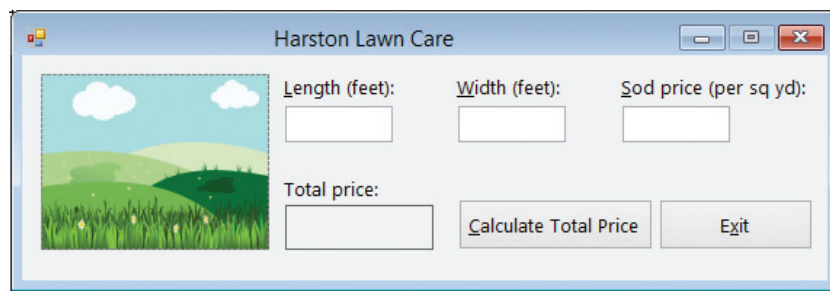 Harston Lawn Care
Length (feet):
Width (feet):
Sod price (per sq yd):
Total price:
Calculate Total Price
Exit